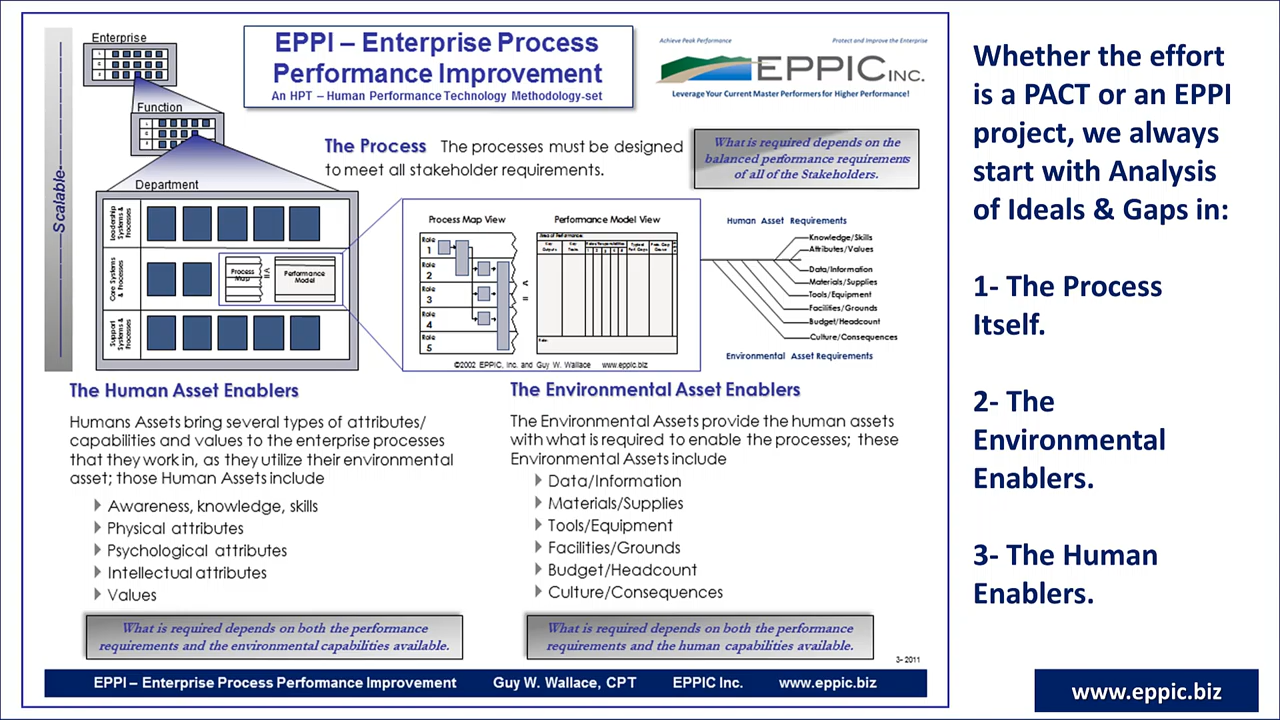 Enterprise
Function
Department
Scalable
EPPI – Enterprise Process
Performance Improvement
An HPT – Human Performance Technology Methodology-set
Achieve Peak Performance
Protect and Improve the Enterprise
EPPIC INC.
Leverage Your Current Master Performers for Higher Performance!
The Process The processes must be designed
to meet all stakeholder requirements.
What is required depends on the
balanced performance requirements
of all of the Stakeholders.
Leadership
Systems &
Processes
Core Systems
& Processes
Support
Systems &
Processes
Process
Map
Performance
Model
Process Map View
Role
1
Role
2
Role
3
Role
4
Role
5
Performance Model View
©2002 EPPIC, Inc. and Guy W. Wallace www.eppic.biz
Human Asset Requirements
Knowledge/Skills
Attributes/Values
Data/Information
Materials/Supplies
Tools/Equipment
Facilities/Grounds
Budget/Headcount
Culture/Consequences
Environmental Asset Requirements
The Human Asset Enablers
Humans Assets bring several types of attributes/
capabilities and values to the enterprise processes
that they work in, as they utilize their environmental
asset; those Human Assets include
Awareness, knowledge, skills
Physical attributes
Psychological attributes
Intellectual attributes
Values
What is required depends on both the performance
requirements and the environmental capabilities available.
The Environmental Asset Enablers
The Environmental Assets provide the human assets
with what is required to enable the processes; these
Environmental Assets include
Data/Information
Materials/Supplies
Tools/Equipment
Facilities/Grounds
Budget/Headcount
Culture/Consequences
What is required depends on both the performance
requirements and the human capabilities available.
3- 2011
EPPI – Enterprise Process Performance Improvement Guy W. Wallace, CPT EPPIC Inc. www.eppic.biz
Whether the effort
is a PACT or an EPPI
project, we always
start with Analysis
of Ideals & Gaps in:
1- The Process
Itself.
2- The
Environmental
Enablers.
3- The Human
Enablers.
www.eppic.biz